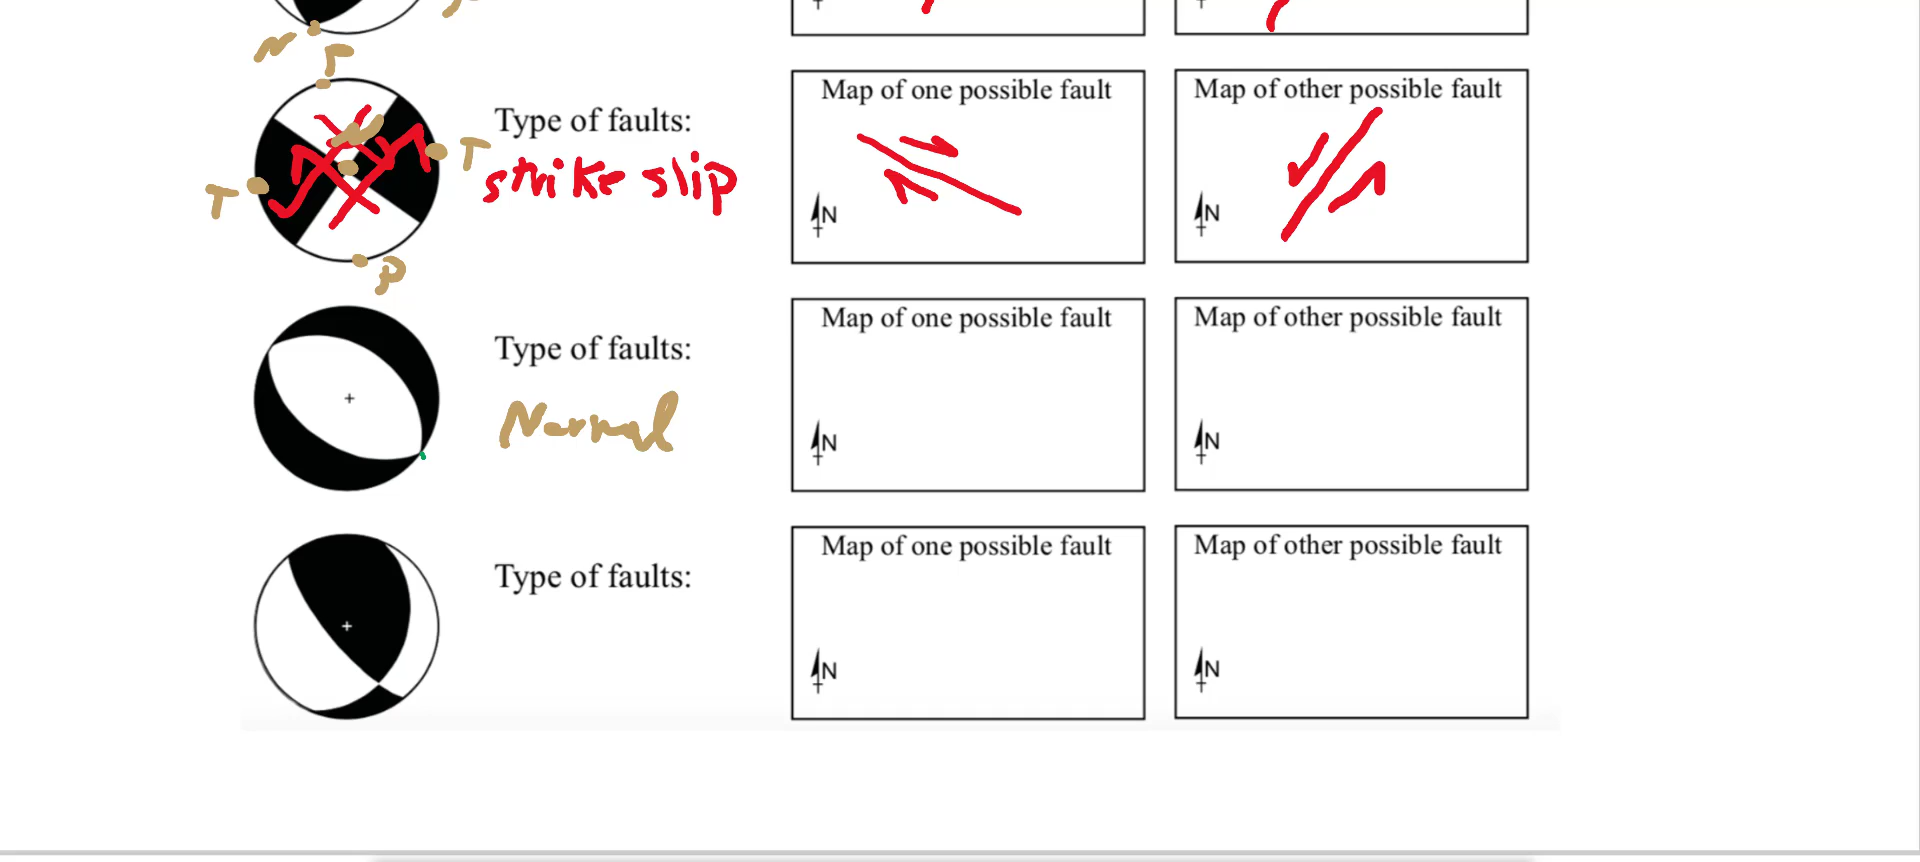 N
P
Map of one possible fault
Map of other possible fault
Type of faults:
N
T
T
strike slip
N
N
P
Map of one possible fault
Map of other possible fault
Type of faults:
Normal
N
N
Map of one possible fault
Map of other possible fault
Type of faults:
N
N